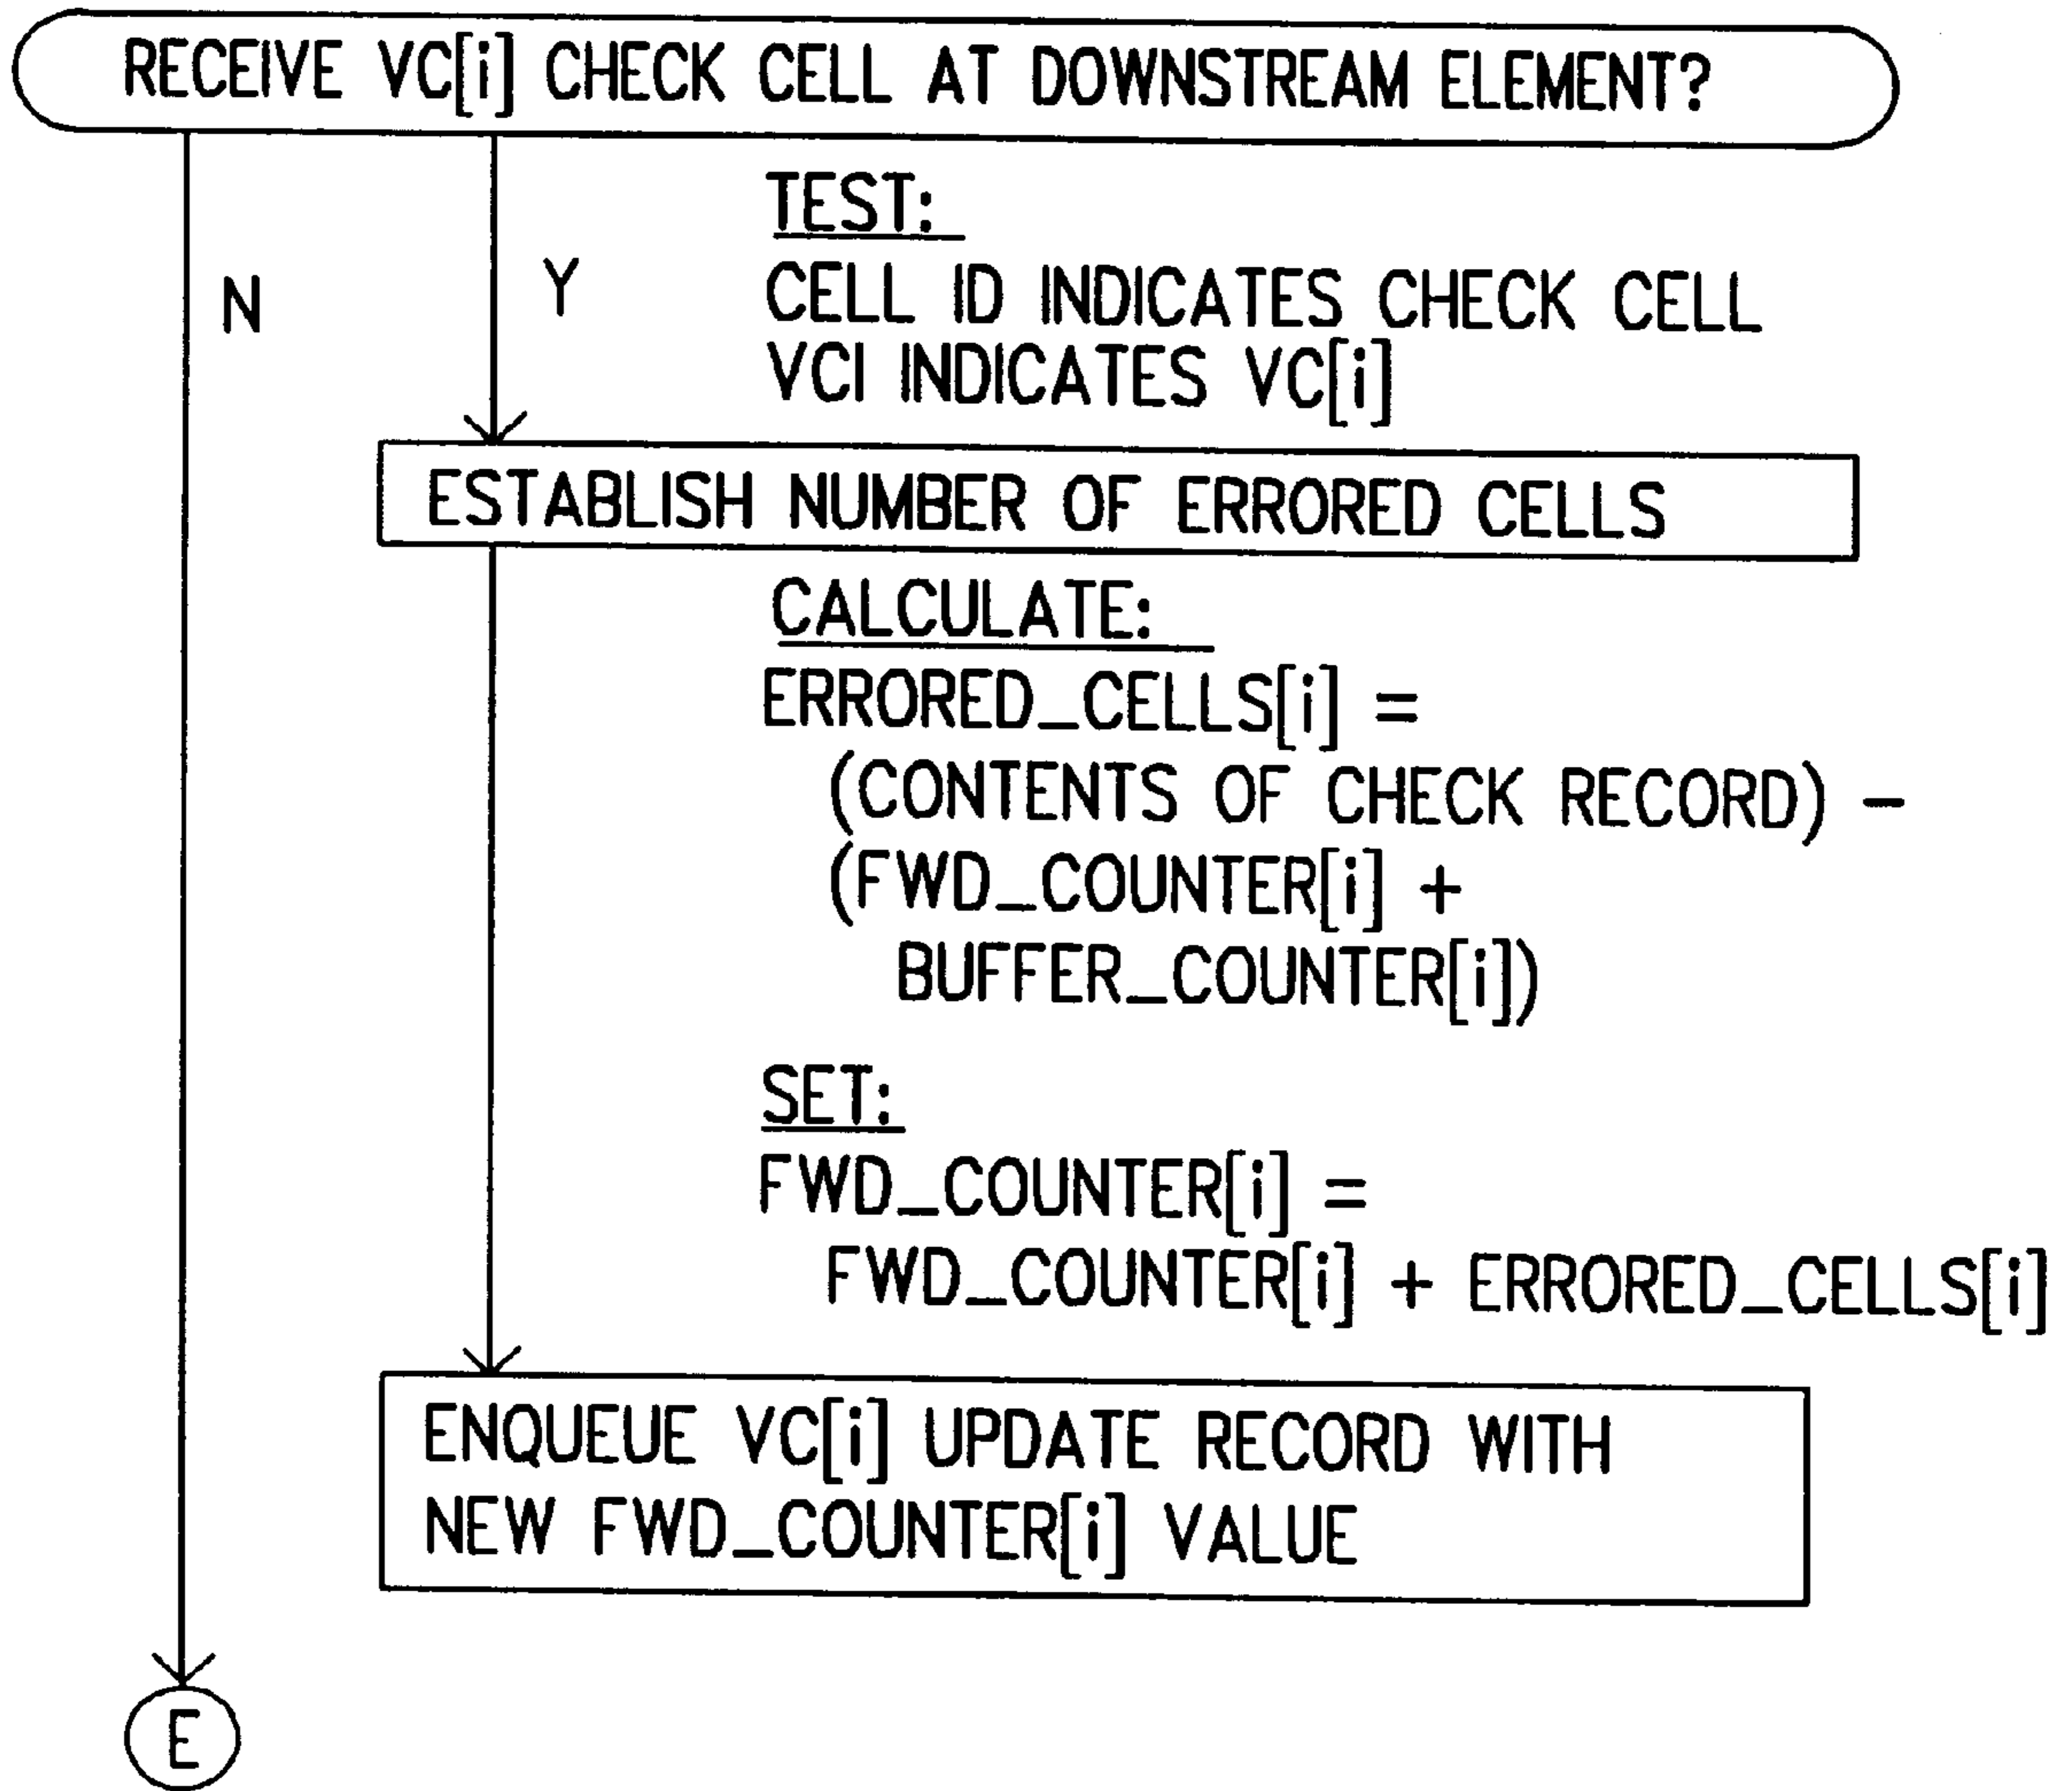 RECEIVE VC[i] CHECK CELL AT DOWNSTREAM ELEMENT?
TEST:
N
Y
CELL ID INDICATES CHECK CELL
VCI INDICATES VC[i]
ESTABLISH NUMBER OF ERRORED CELLS
CALCULATE:
ERRORED_CELLS[i] =
(CONTENTS OF CHECK RECORD) -
(FWD_COUNTER[i] +
BUFFER_COUNTER[i])
SET:
FWD_COUNTER[i] =
FWD_COUNTER[i] + ERRORED_CELLS[i]
ENQUEUE VC[i] UPDATE RECORD WITH
NEW FWD_COUNTER[i] VALUE
E